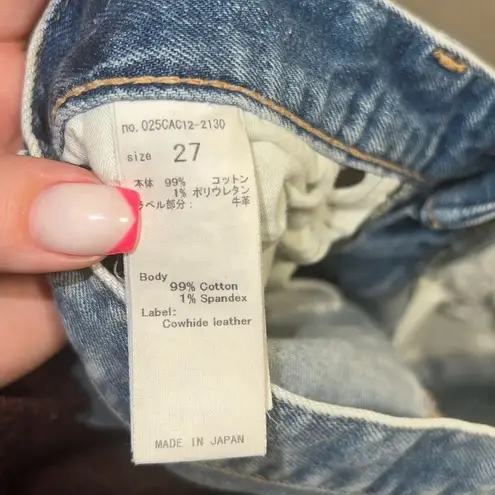 no. 025CAC12-2130
size 27
本体 99% コットン
1% ポリウレタン
ラベル部分： 牛革
Body
99% Cotton
1% Spandex
Label:
Cowhide leather
MADE IN JAPAN